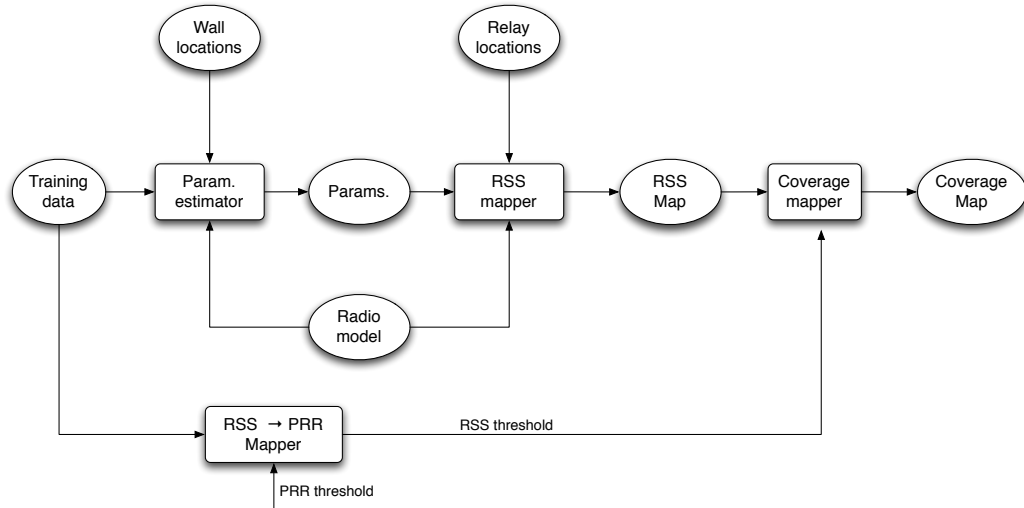 Wall
locations
Relay
locations
Training
data
Param.
estimator
Params.
RSS
mapper
RSS
Map
Coverage
mapper
Coverage
Map
Radio
model
RSS → PRR
Mapper
RSS threshold
PRR threshold